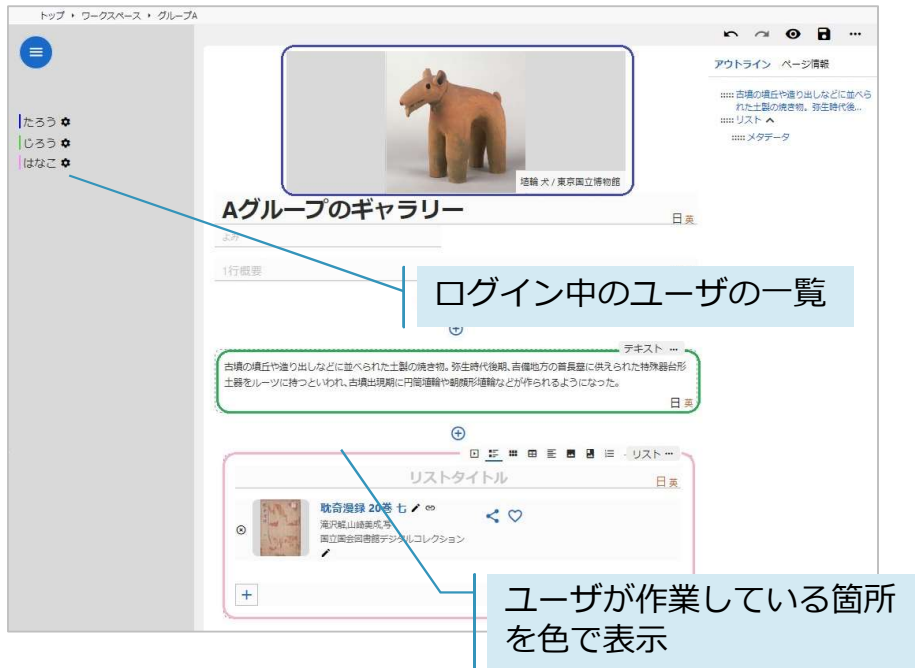 トップ ・ ワークスペース ・ グループA
アウトライン ページ情報
古墳の墳丘や造り出しなどに並べら
れた土製の焼き物。弥生時代後...
リスト
メタデータ
たろう
じろう
はなこ
埴輪 犬 / 東京国立博物館
Aグループのギャラリー
日 英
よみ
1行概要
ログイン中のユーザの一覧
テキスト ...
古墳の墳丘や造り出しなどに並べられた土製の焼き物。弥生時代後期、吉備地方の首長墓に供えられた特殊器台形
土器をルーツに持つといわれ、古墳出現期に円筒埴輪や朝顔形埴輪などが作られるようになった。
日 英
リスト ...
リストタイトル
日 英
耽奇漫録 20巻 七
滝沢解,山崎美成,写
国立国会図書館デジタルコレクション
ユーザが作業している箇所
を色で表示